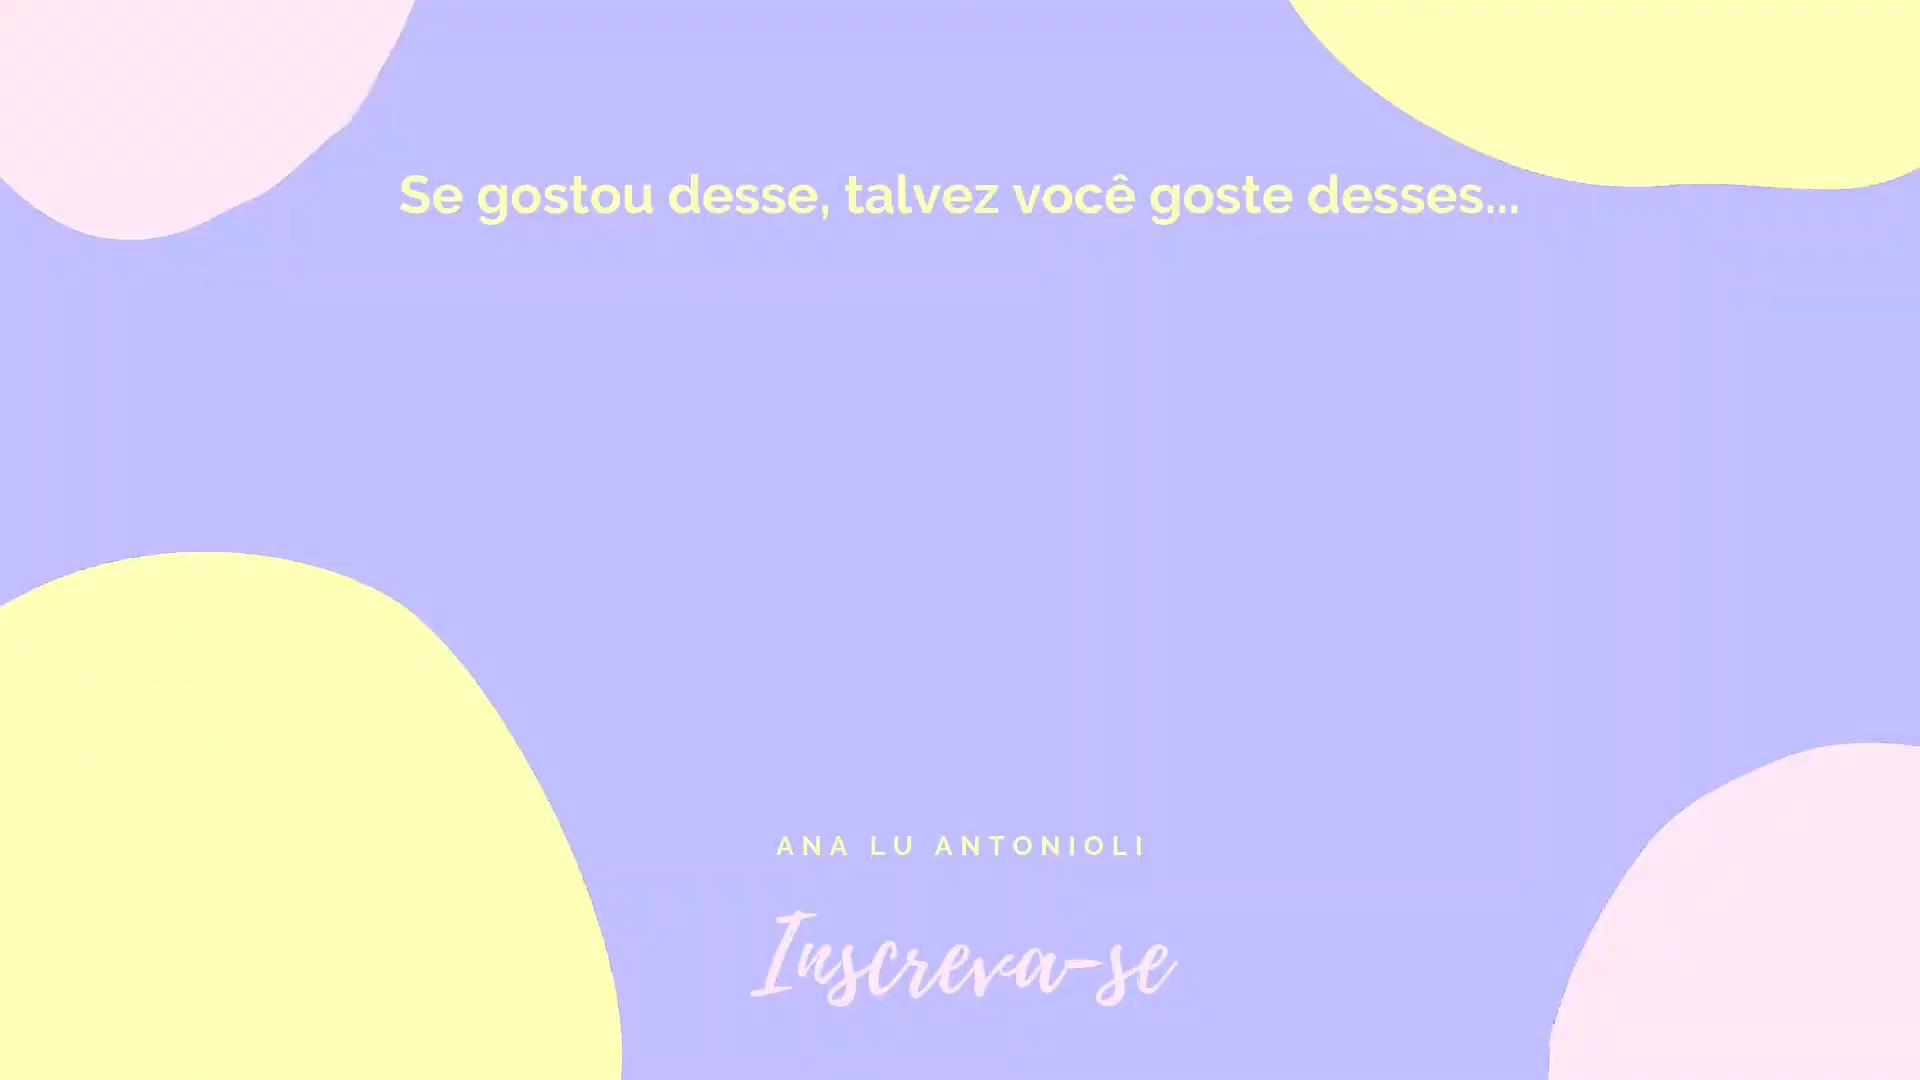 Se gostou desse, talvez você goste desses...
ANA LU ANTONIOLI
Inscreva-se